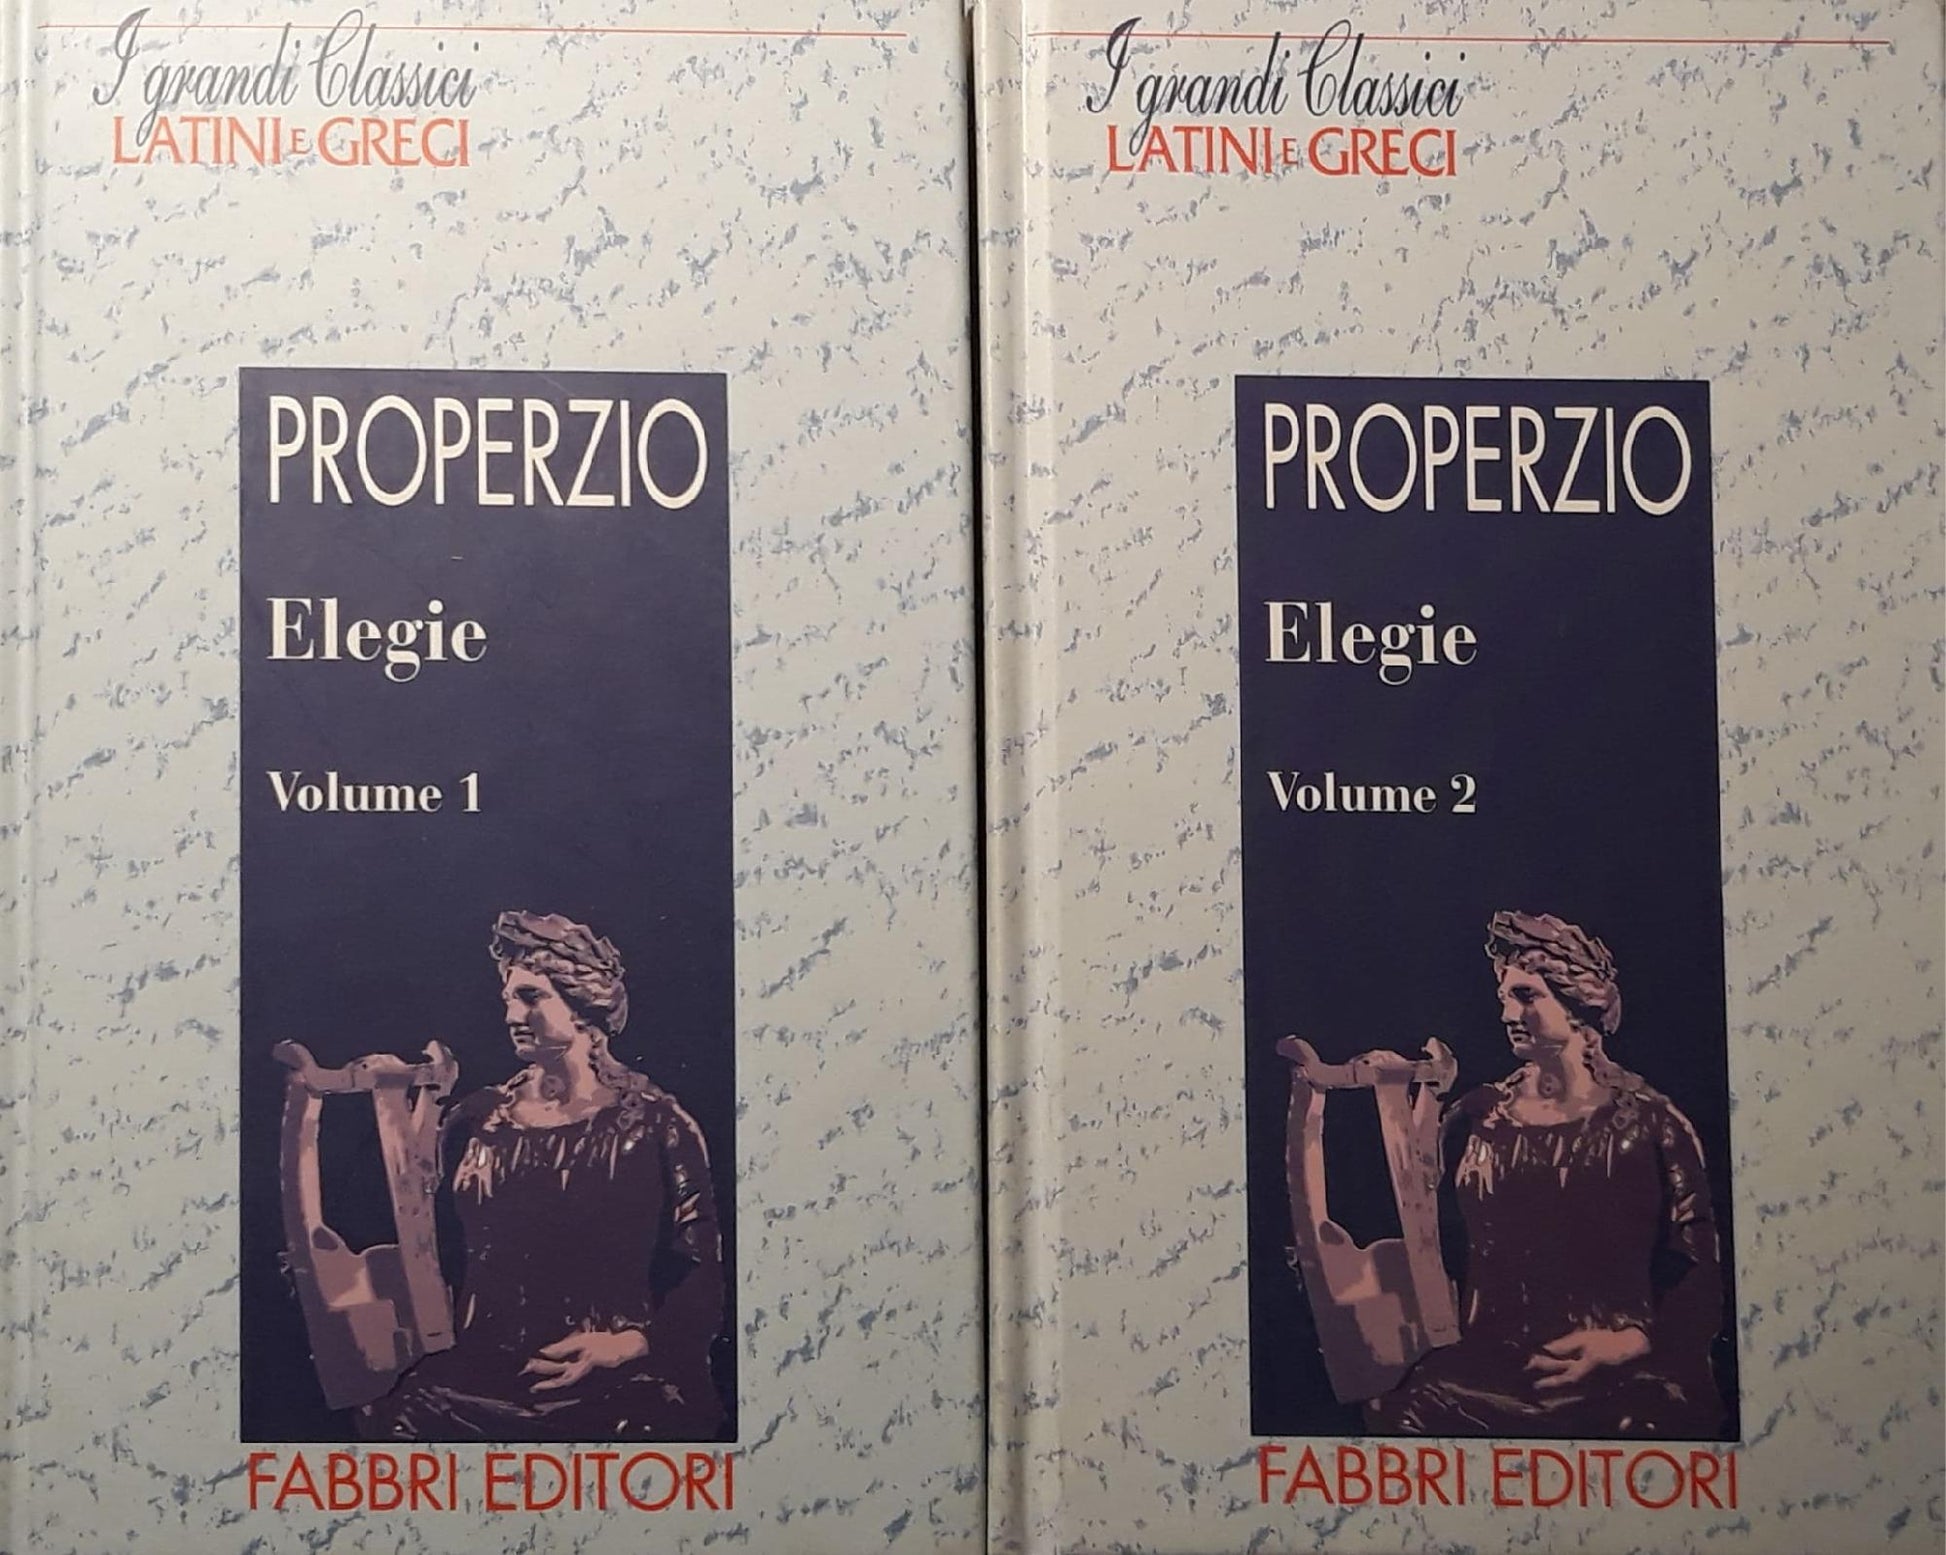 I grandi Classici
LATINI E GRECI
PROPERZIO
Elegie
Volume 1
FABBRI EDITORI
I grandi Classici
LATINI E GRECI
PROPERZIO
Elegie
Volume 2
FABBRI EDITORI